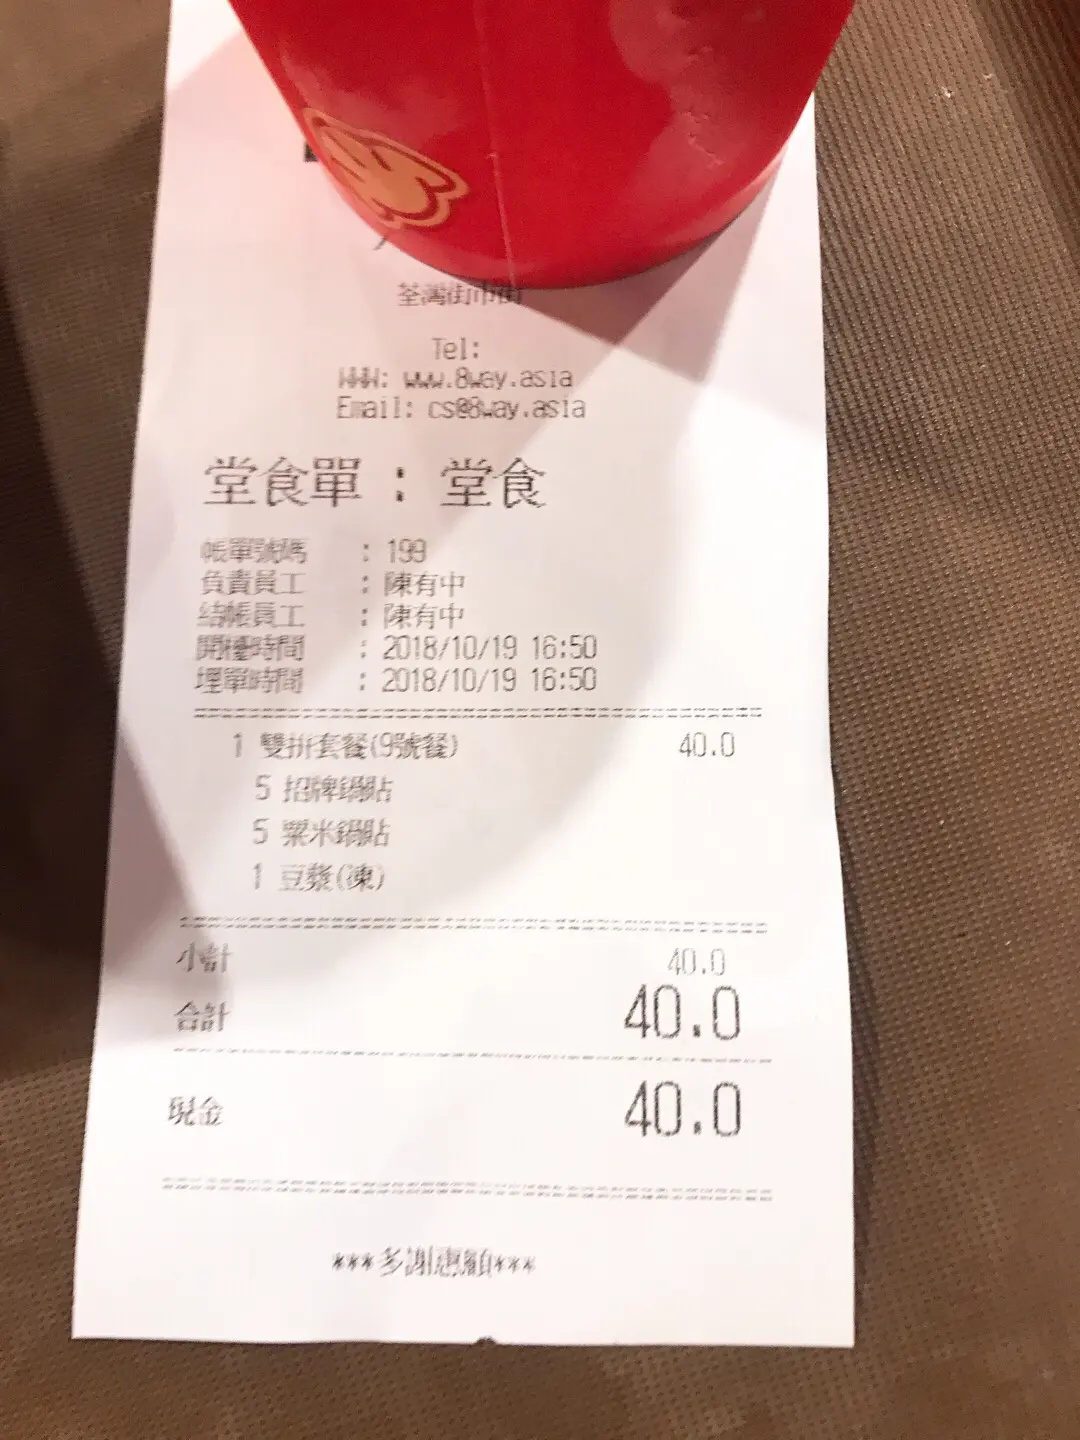 荃灣街市街
Tel:
WWW: www.8way.asia
Email: cs@8way.asia
堂食單 : 堂食
帳單號碼 : 199
負責員工 : 陳有中
结帳員工 : 陳有中
開檯時間 : 2018/10/19 16:50
埋單時間 : 2018/10/19 16:50
1 雙拼套餐(9號餐) 40.0
5 招牌鍋貼
5 粟米鍋貼
1 豆漿(凍)
小計 40.0
合計 40.0
現金 40.0
***多謝惠顧***